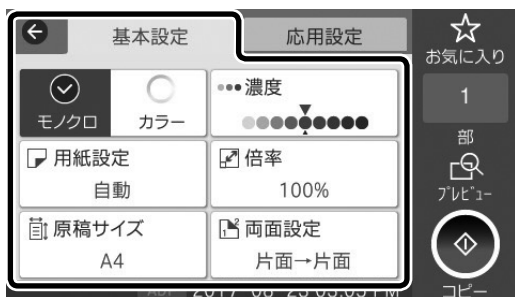 基本設定
応用設定
お気に入り
モノクロ
カラー
濃度
1
部
用紙設定
自動
倍率
100%
プレビュー
原稿サイズ
A4
両面設定
片面→片面
コピー